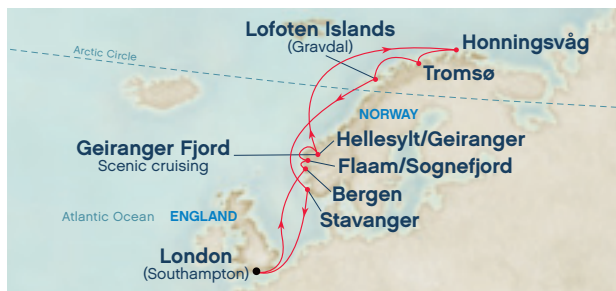 Lofoten Islands
(Gravdal)
Honningsvåg
Arctic Circle
Tromsø
NORWAY
Geiranger Fjord
Scenic cruising
Hellesylt/Geiranger
Flaam/Sognefjord
Bergen
Atlantic Ocean
ENGLAND
Stavanger
London
(Southampton)